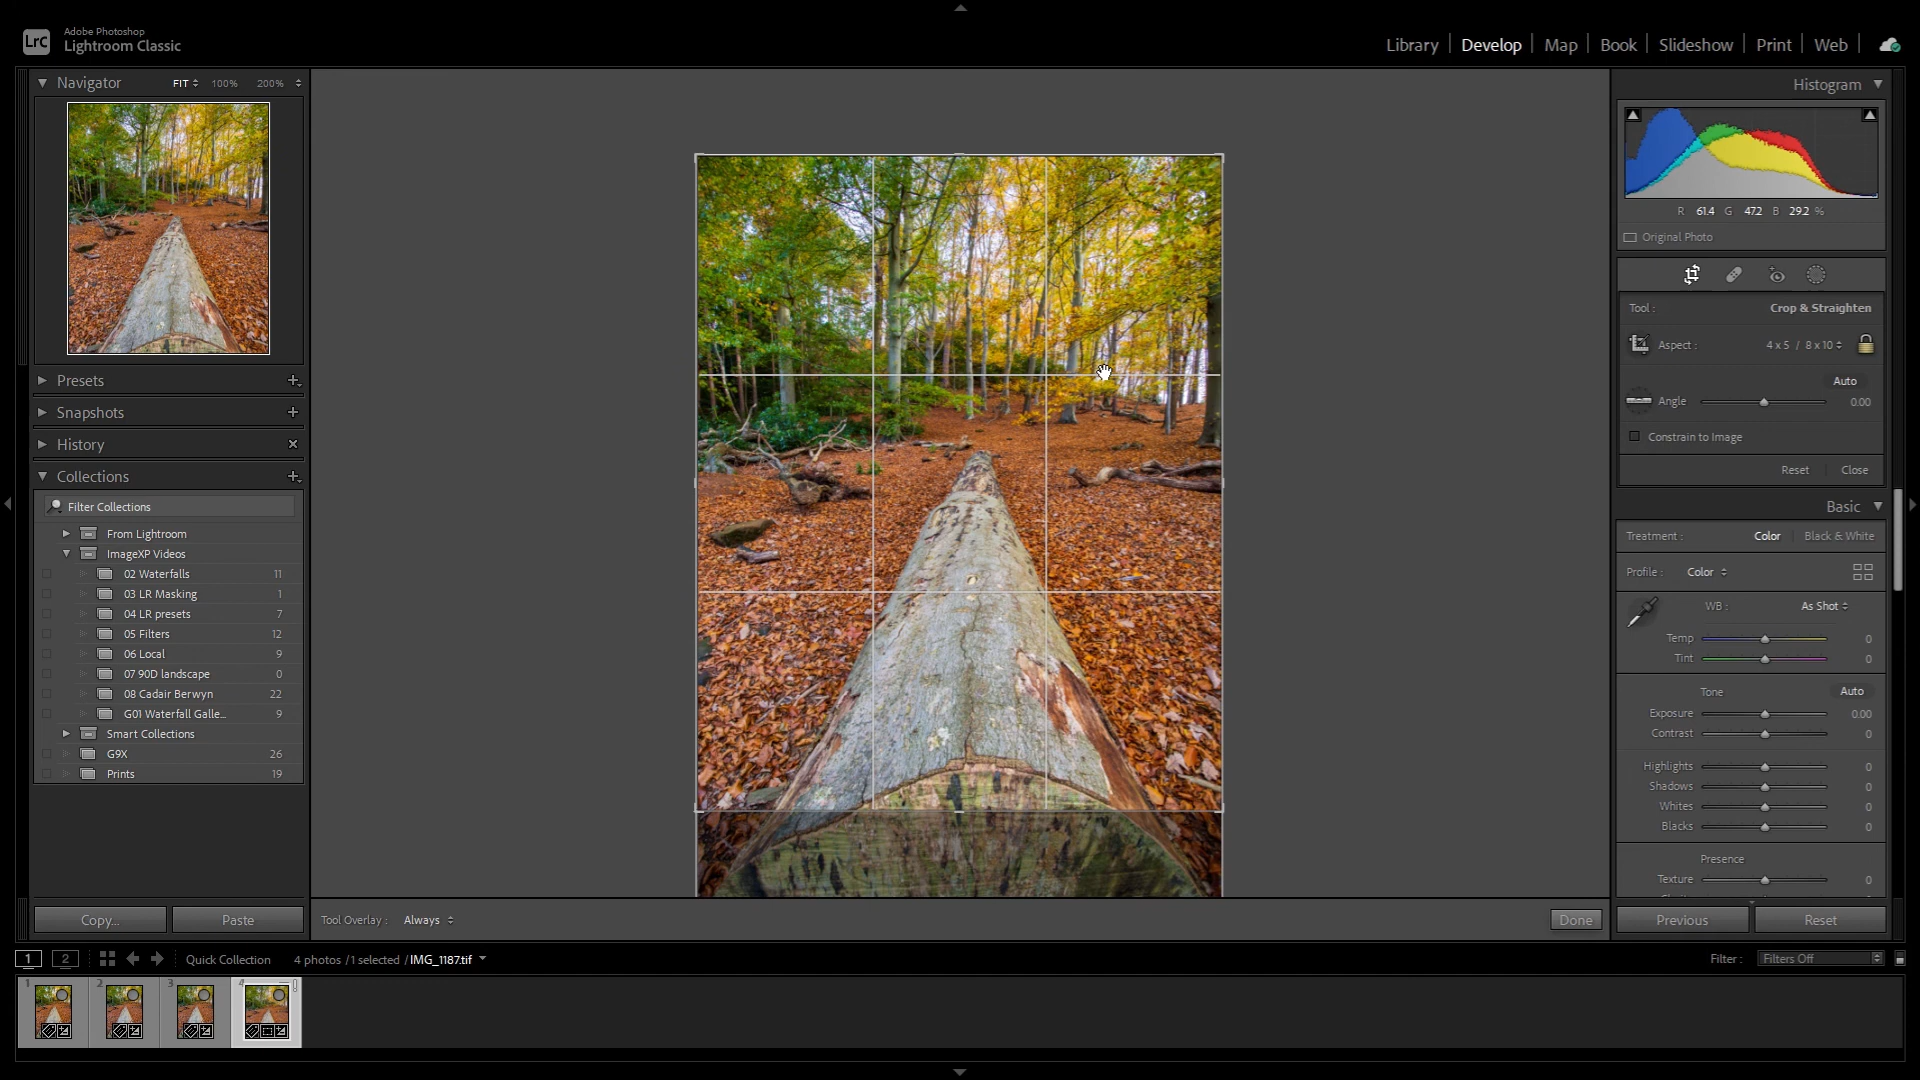 LrC
Adobe Photoshop
Lightroom Classic
Library Develop Map Book Slideshow Print Web
Navigator FIT 100% 200%
Presets
Snapshots
History
Collections
Filter Collections
From Lightroom
ImageXP Videos
02 Waterfalls 11
03 LR Masking 1
04 LR presets 7
05 Filters 12
06 Local 9
07 90D landscape 0
08 Cadair Berwyn 22
G01 Waterfall Galle... 9
Smart Collections
G9X 26
Prints 19
Copy... Paste
Tool Overlay : Always Done
Histogram
R 61.4 G 47.2 B 29.2 %
Original Photo
Tool : Crop & Straighten
Aspect : 4 x 5 / 8 x 10
Auto
Angle 0.00
Constrain to Image
Reset Close
Basic
Treatment : Color Black & White
Profile : Color
WB : As Shot
Temp 0
Tint 0
Tone Auto
Exposure 0.00
Contrast 0
Highlights 0
Shadows 0
Whites 0
Blacks 0
Presence
Texture 0
Previous Reset
1 2 Quick Collection 4 photos / 1 selected / IMG_1187.tif Filter : Filters Off
1 2 3 4